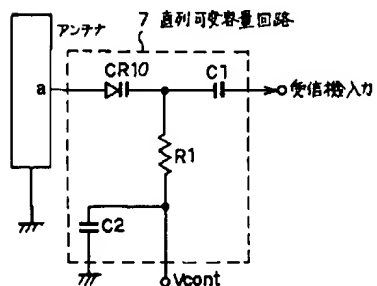 7 直列可変容量回路
アンテナ
a
CR10
C1
受信機入力
R1
C2
Vcont